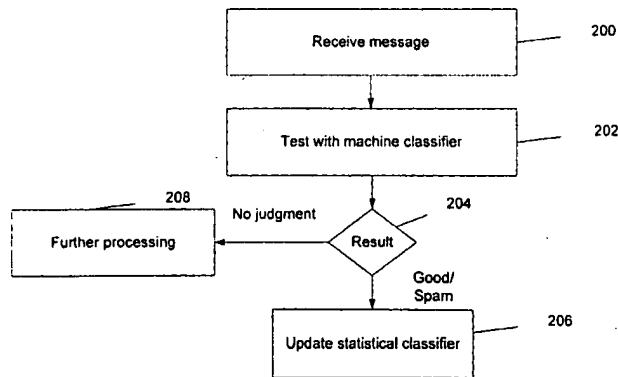 Receive message
200
Test with machine classifier
202
208
No judgment
204
Further processing
Result
Good/
Spam
206
Update statistical classifier